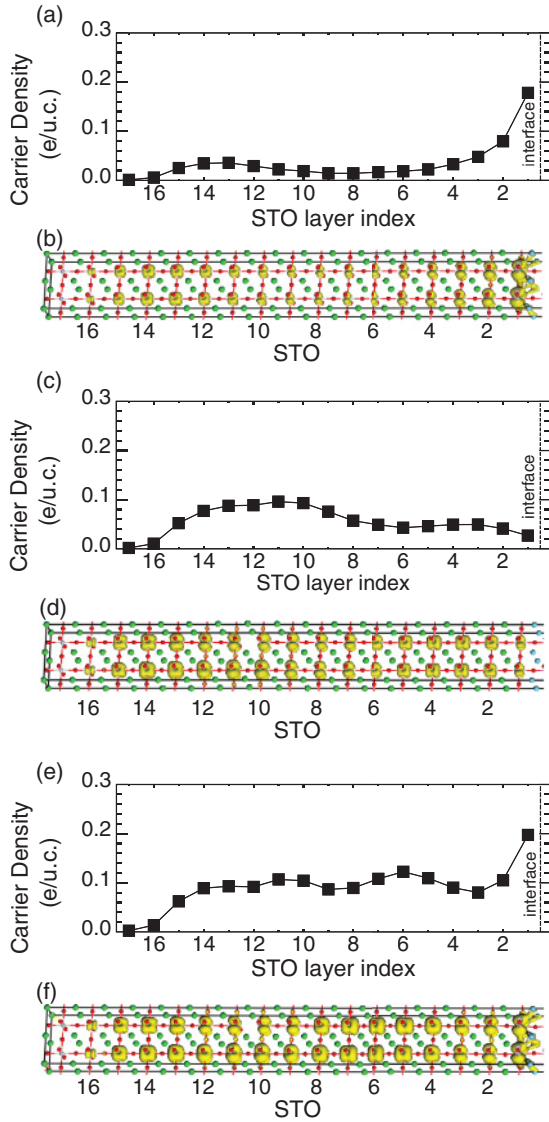 (a)
0.3
0.2
0.1
0.0
Carrier Density
(e/u.c.)
interface
16 14 12 10 8 6 4 2
STO layer index
(b)
16 14 12 10 8 6 4 2
STO
(c)
0.3
0.2
0.1
0.0
Carrier Density
(e/u.c.)
interface
16 14 12 10 8 6 4 2
STO layer index
(d)
16 14 12 10 8 6 4 2
STO
(e)
0.3
0.2
0.1
0.0
Carrier Density
(e/u.c.)
interface
16 14 12 10 8 6 4 2
STO layer index
(f)
16 14 12 10 8 6 4 2
STO